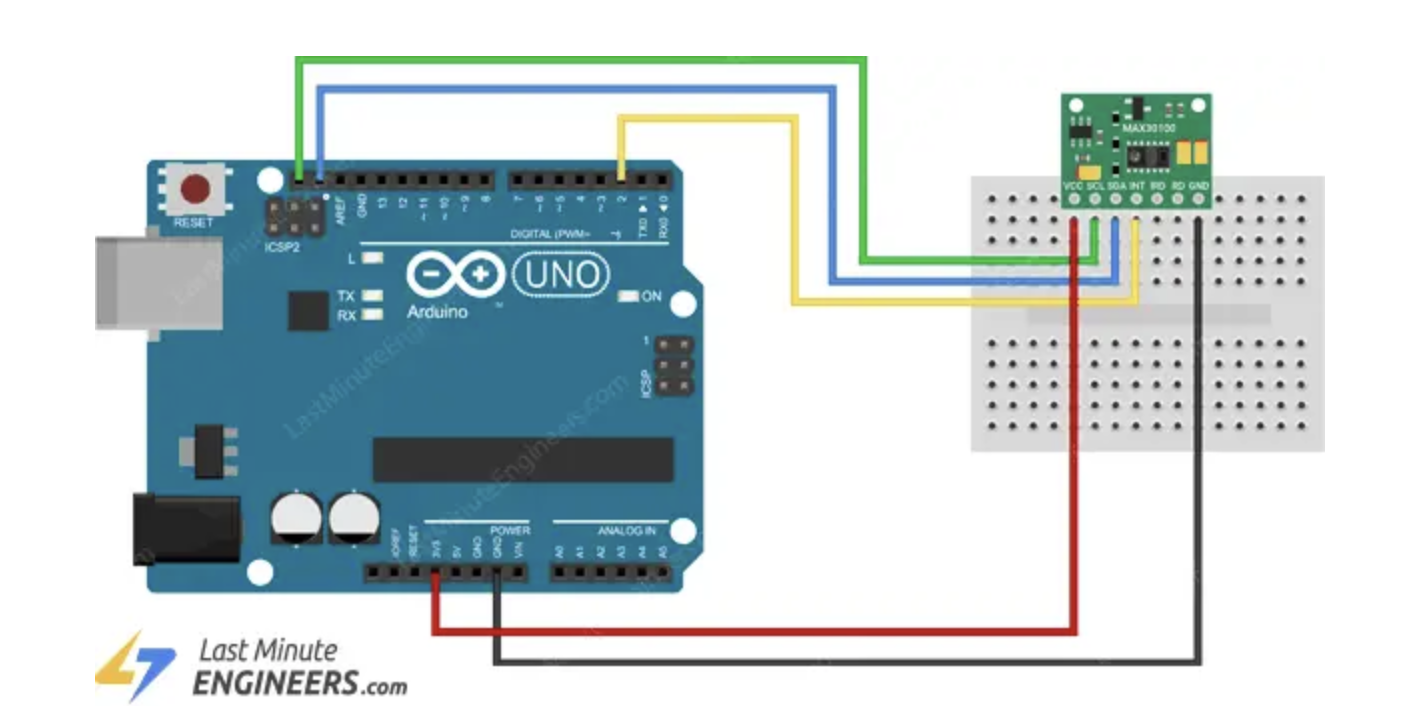 MAX30100
VCC SCL SDA INT IRD RD GND
RESET
ICSP2
AREF
GND
13
12
~11
~10
~9
8
7
~6
~5
4
~3
2
TXD 1
RXD 0
DIGITAL (PWM=
L
TX
RX
UNO
Arduino
ON
1
ICSP
POWER
ANALOG IN
IOREF
RESET
3V3
5V
GND
GND
VIN
A0
A1
A2
A3
A4
A5
LastMinuteEngineers.com
Last Minute
ENGINEERS.com